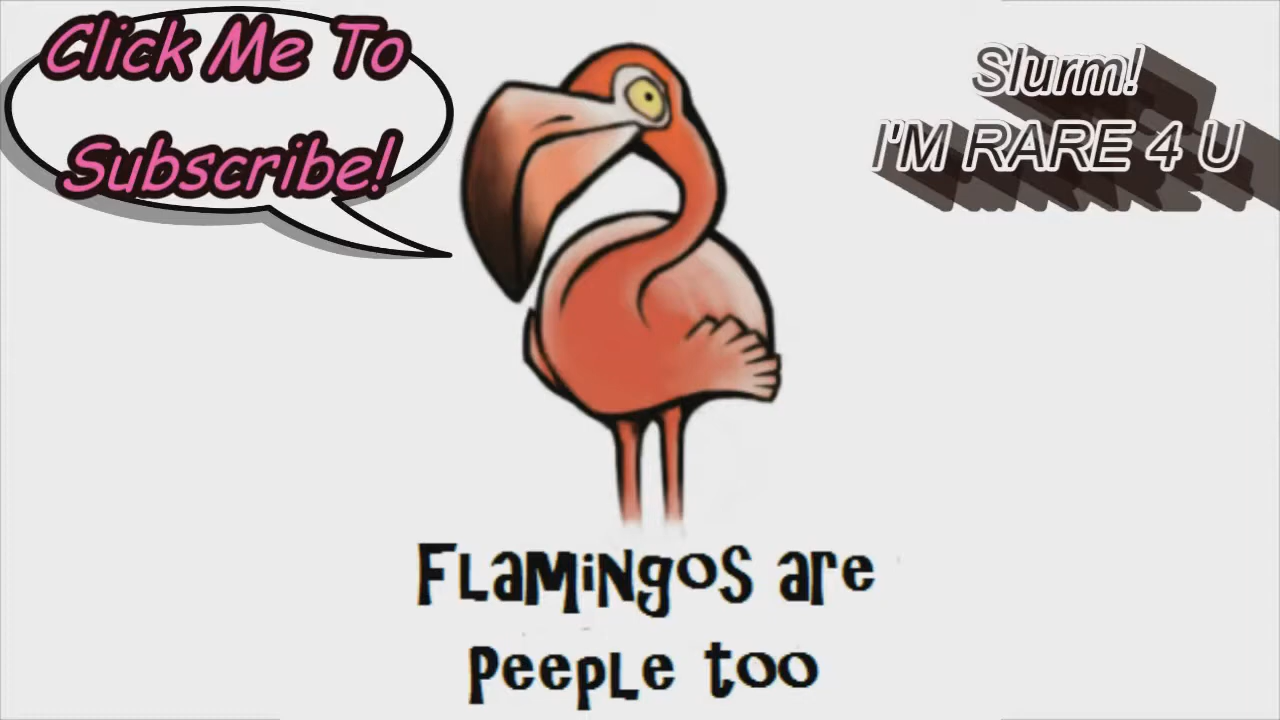 Click Me To
Subscribe!
Slurm!
I'M RARE 4 U
Flamingos are
peeple too